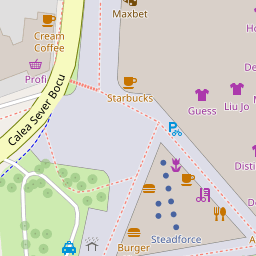 Maxbet
Cream
Coffee
Profi
Starbucks
Guess
Liu Jo
Calea Sever Bocu
Burger
Steadforce